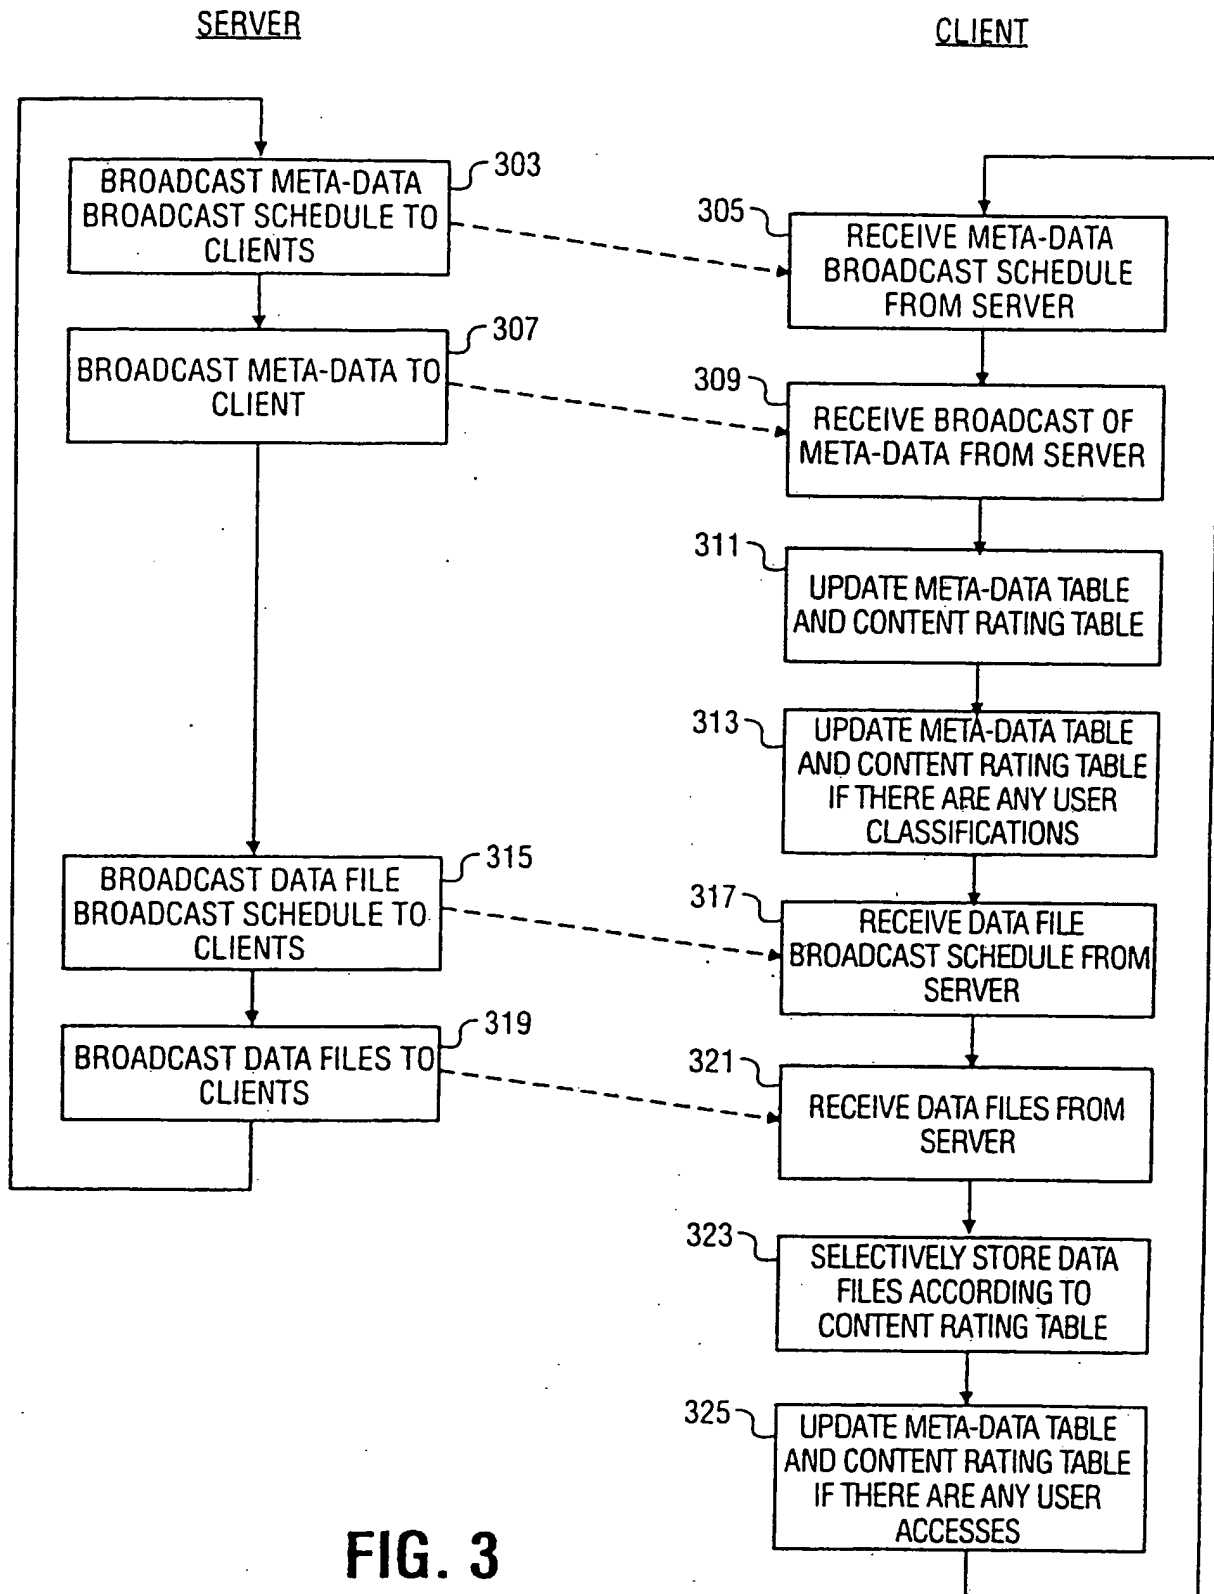 SERVER
CLIENT
303
BROADCAST META-DATA
BROADCAST SCHEDULE TO
CLIENTS
305
RECEIVE META-DATA
BROADCAST SCHEDULE
FROM SERVER
307
BROADCAST META-DATA TO
CLIENT
309
RECEIVE BROADCAST OF
META-DATA FROM SERVER
311
UPDATE META-DATA TABLE
AND CONTENT RATING TABLE
313
UPDATE META-DATA TABLE
AND CONTENT RATING TABLE
IF THERE ARE ANY USER
CLASSIFICATIONS
315
BROADCAST DATA FILE
BROADCAST SCHEDULE TO
CLIENTS
317
RECEIVE DATA FILE
BROADCAST SCHEDULE FROM
SERVER
319
BROADCAST DATA FILES TO
CLIENTS
321
RECEIVE DATA FILES FROM
SERVER
323
SELECTIVELY STORE DATA
FILES ACCORDING TO
CONTENT RATING TABLE
325
UPDATE META-DATA TABLE
AND CONTENT RATING TABLE
IF THERE ARE ANY USER
ACCESSES
FIG. 3